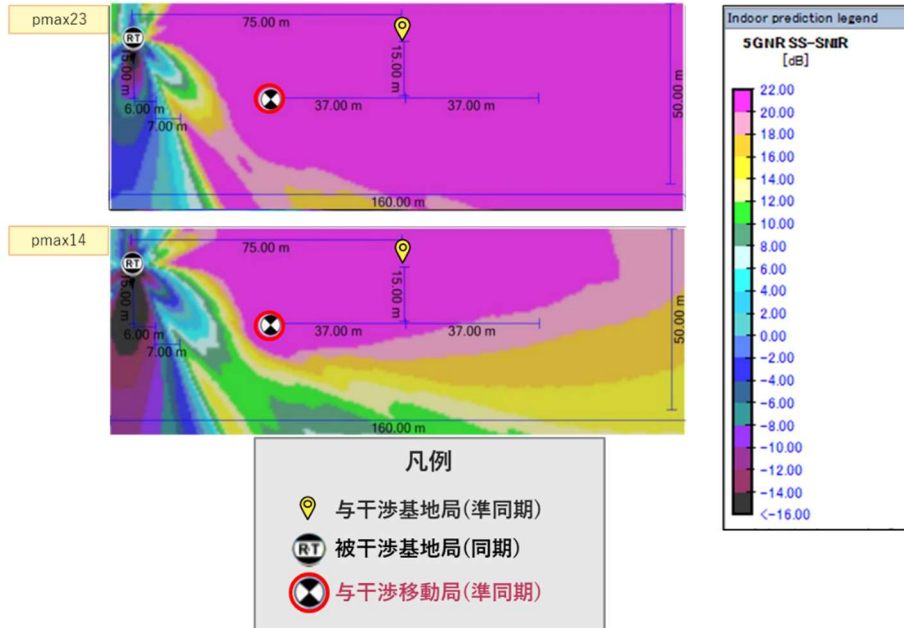 pmax23
75.00 m
RT
15.00 m
15.00 m
6.00 m
7.00 m
37.00 m
37.00 m
50.00 m
160.00 m
pmax14
75.00 m
RT
15.00 m
15.00 m
6.00 m
7.00 m
37.00 m
37.00 m
50.00 m
160.00 m
凡例
与干渉基地局(準同期)
RT 被干渉基地局(同期)
与干渉移動局(準同期)
Indoor prediction legend
5GNR SS-SNIR
[dB]
22.00
20.00
18.00
16.00
14.00
12.00
10.00
8.00
6.00
4.00
2.00
0.00
-2.00
-4.00
-6.00
-8.00
-10.00
-12.00
-14.00
<-16.00